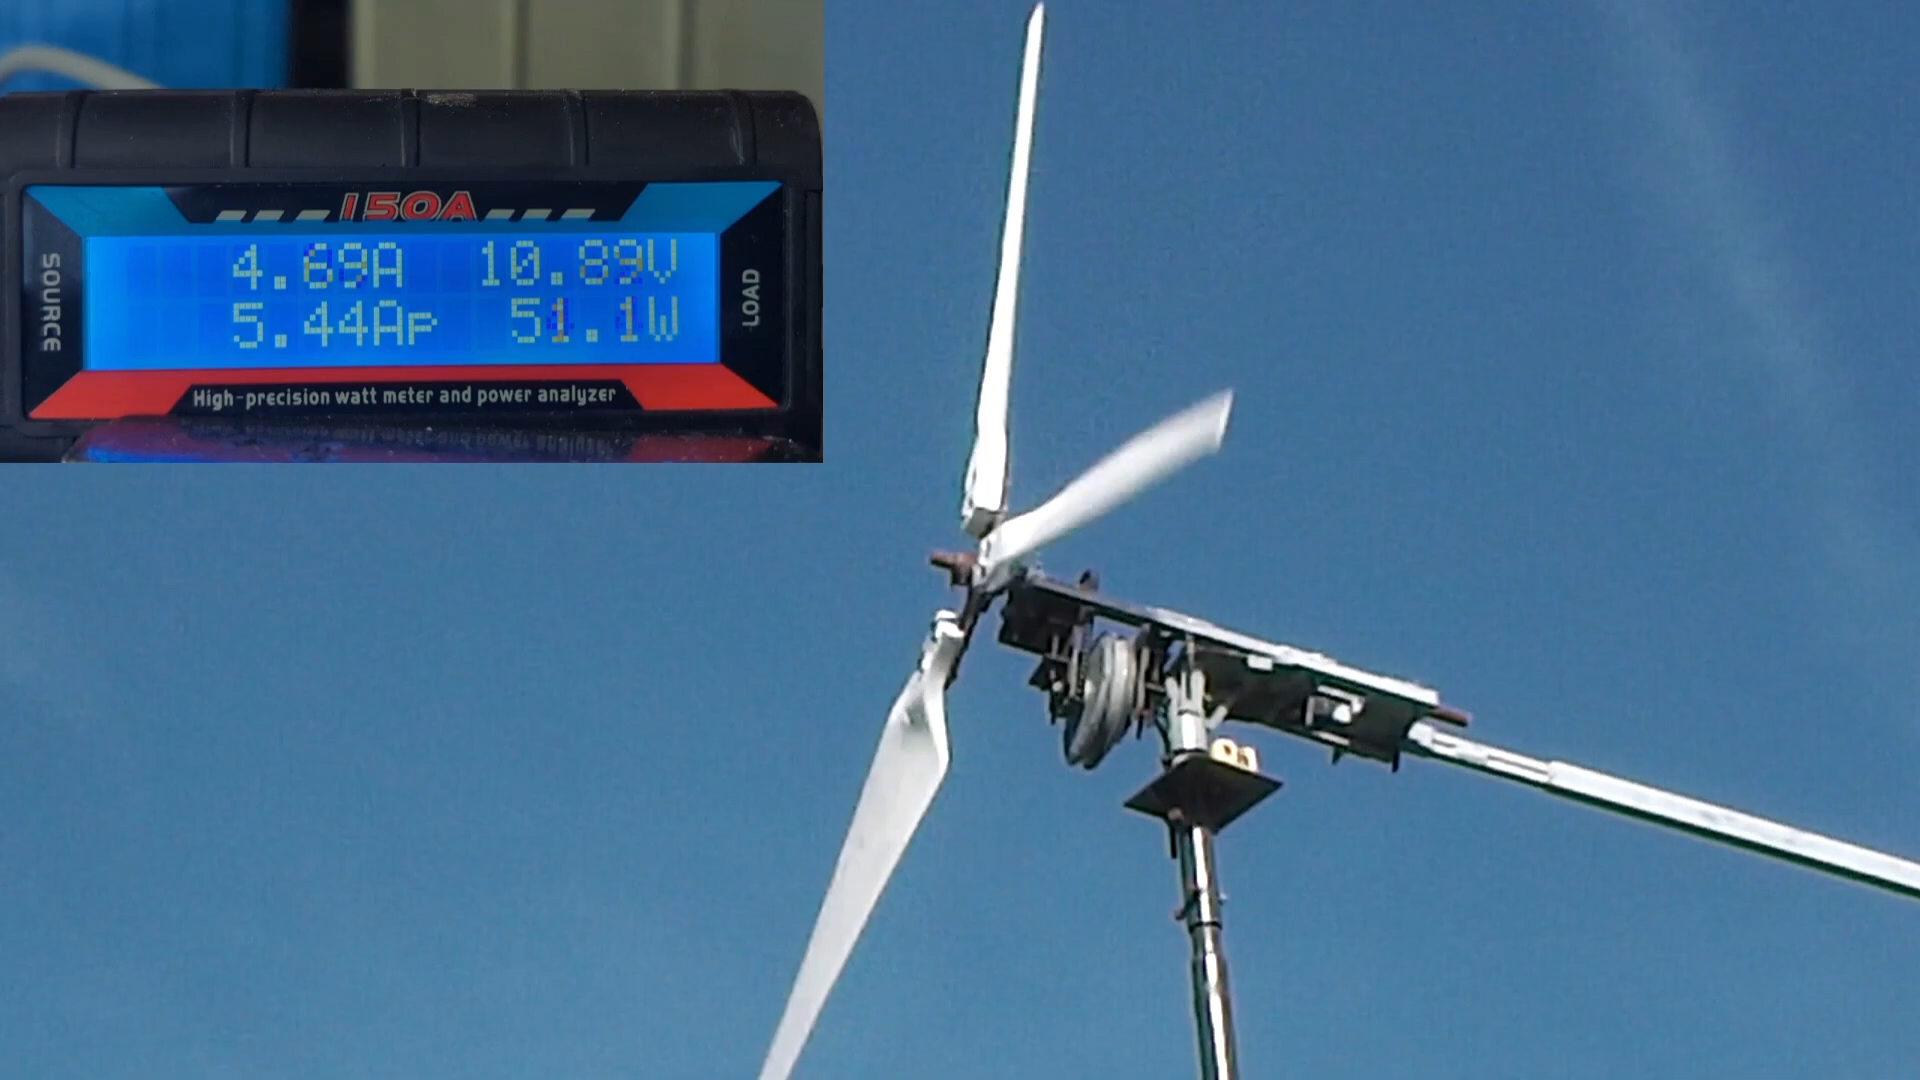 150A
SOURCE
4.69A 10.89V
5.44Ap 51.1W
LOAD
High-precision watt meter and power analyzer